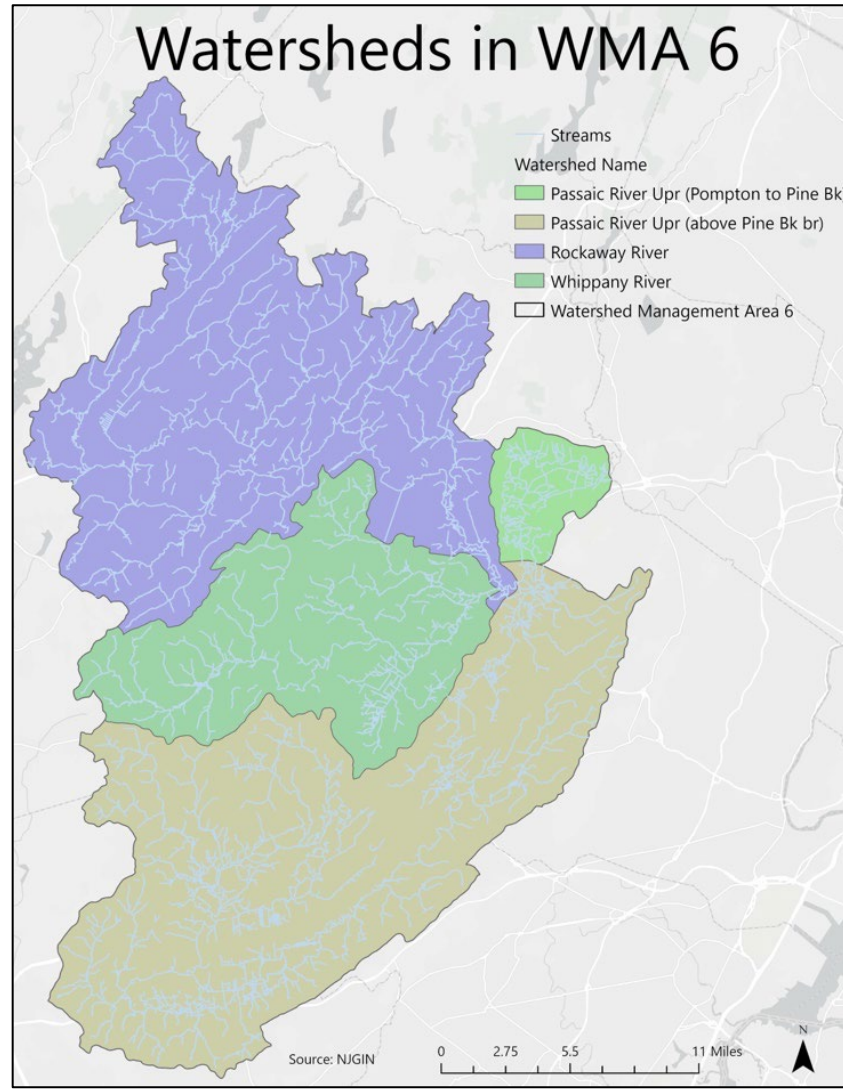 Watersheds in WMA 6
Streams
Watershed Name
Passaic River Upr (Pompton to Pine Bk)
Passaic River Upr (above Pine Bk br)
Rockaway River
Whippany River
Watershed Management Area 6
N
Source: NJGIN
0 2.75 5.5 11 Miles